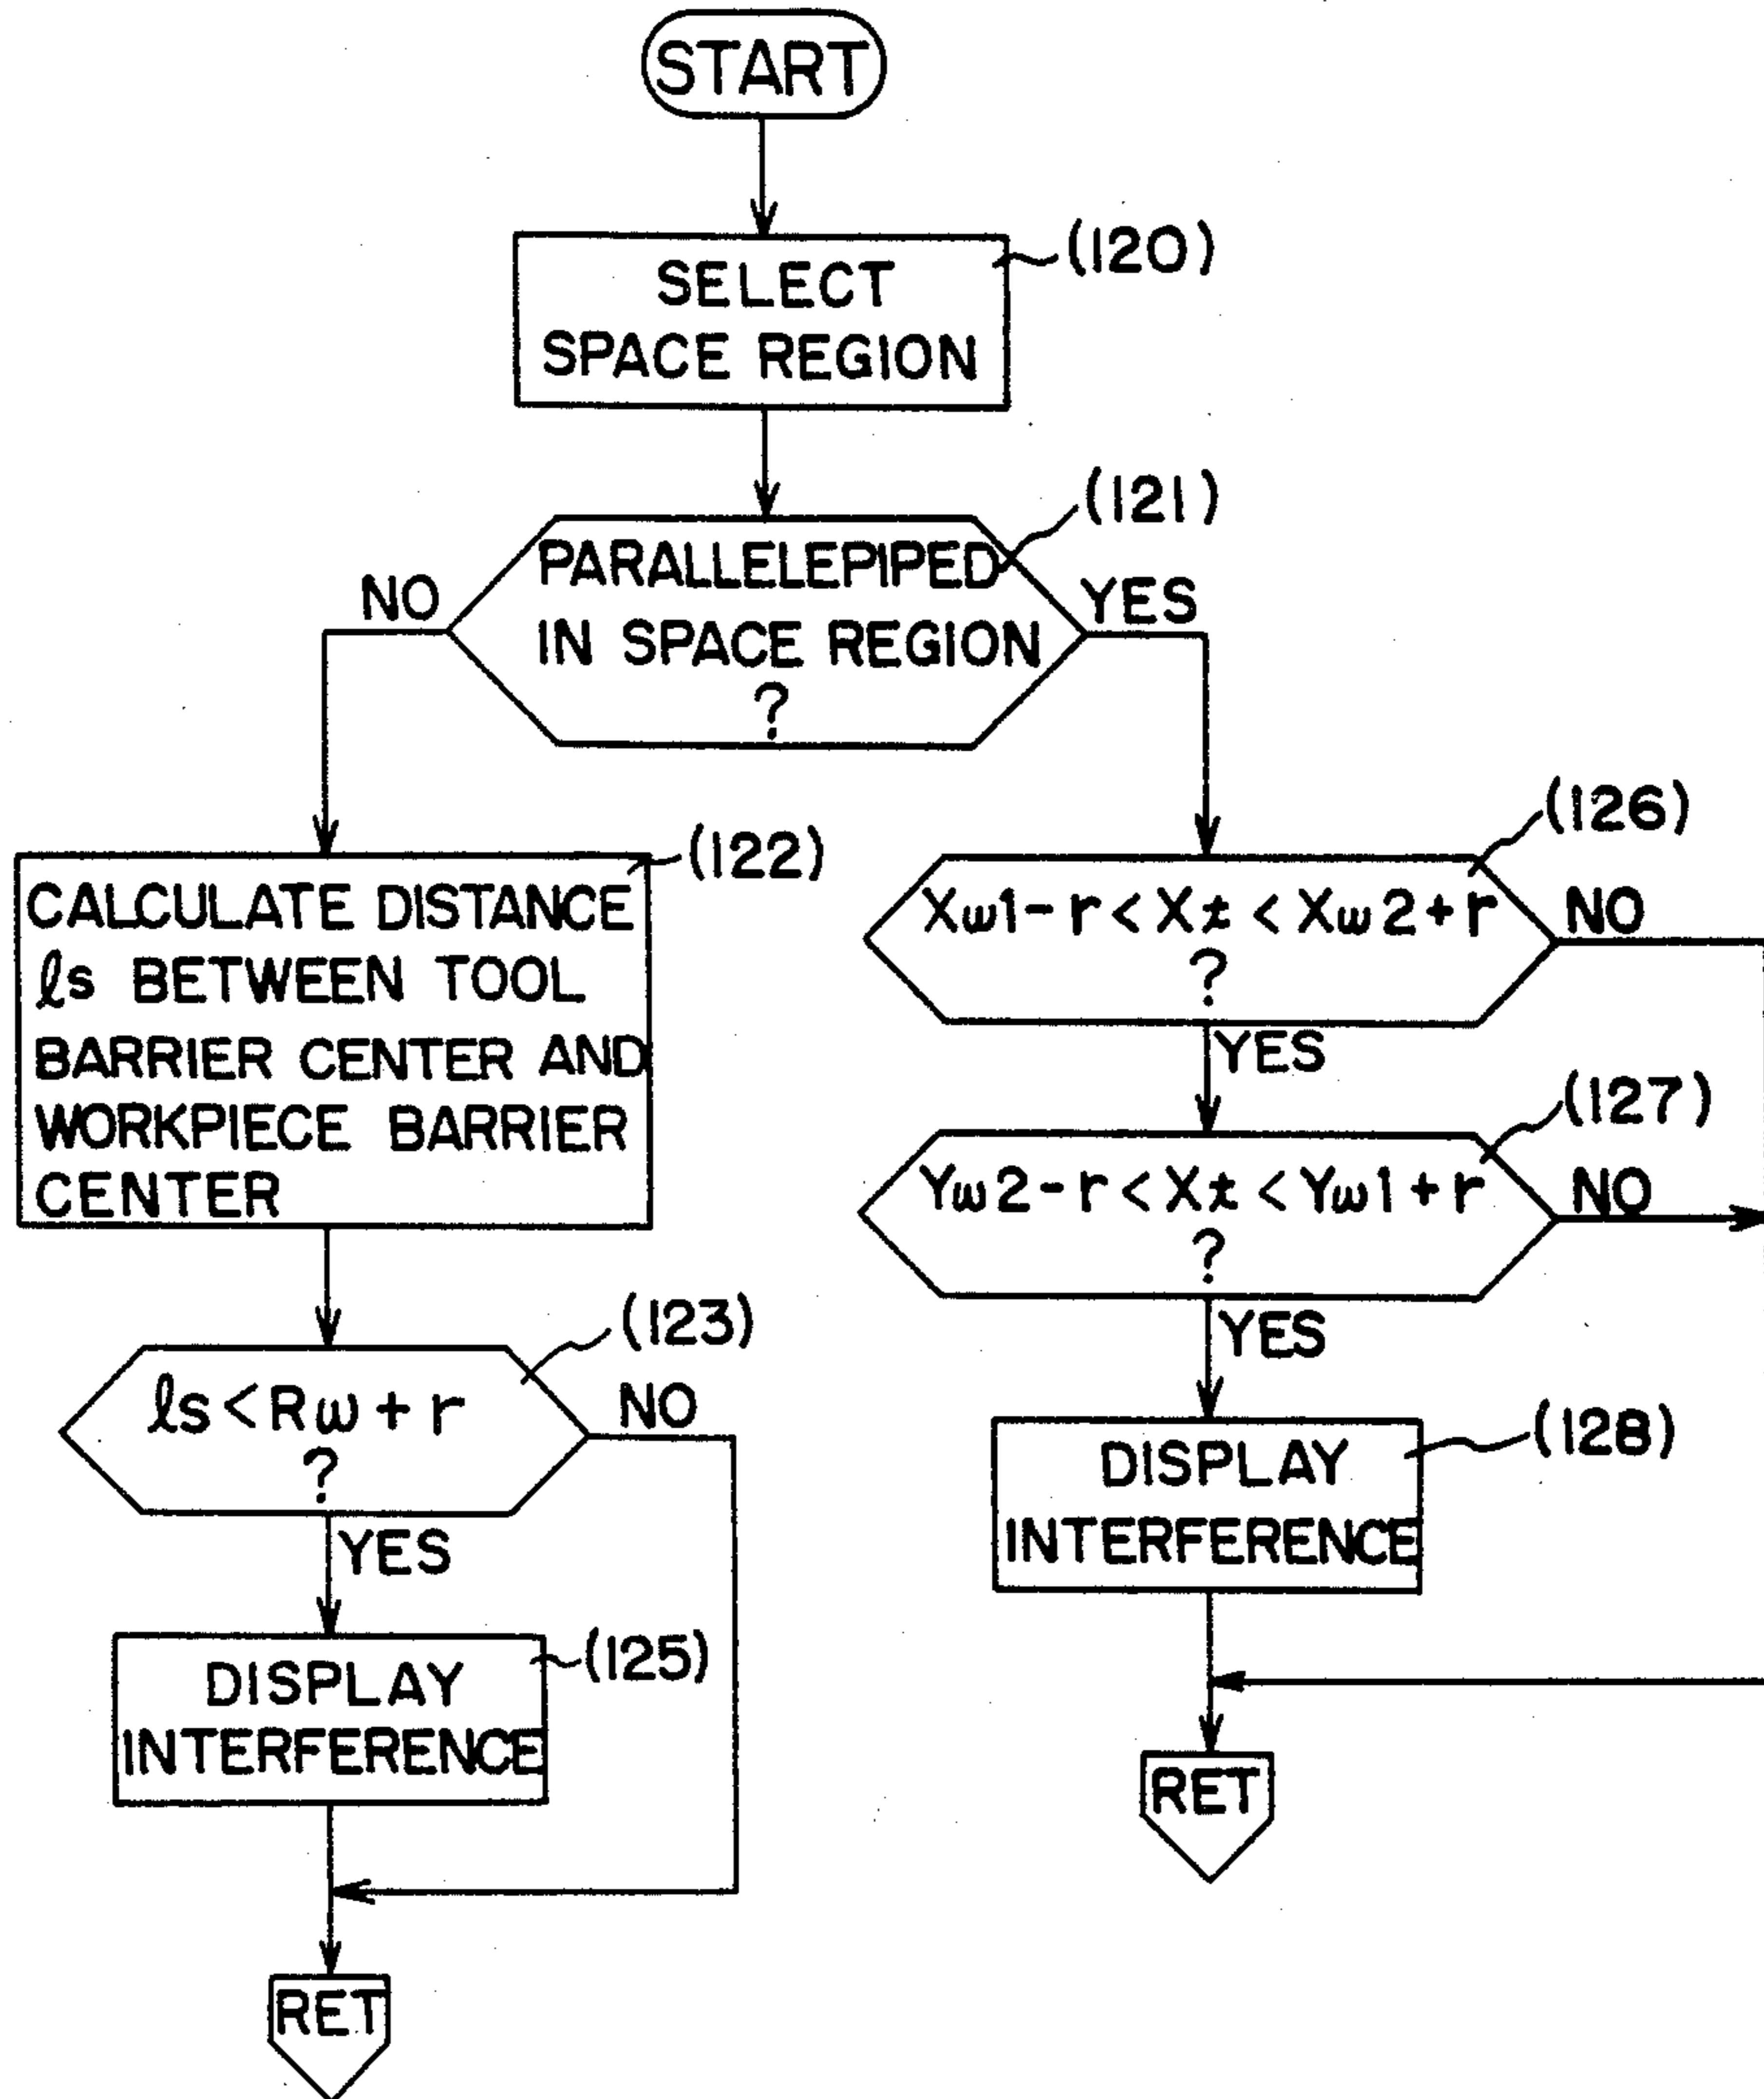 START
SELECT
SPACE REGION
(120)
PARALLELEPIPED
IN SPACE REGION
?
(121)
NO
YES
CALCULATE DISTANCE
ℓs BETWEEN TOOL
BARRIER CENTER AND
WORKPIECE BARRIER
CENTER
(122)
ℓs<Rω+r
?
(123)
NO
YES
DISPLAY
INTERFERENCE
(125)
RET
Xω1-r<Xt<Xω2+r
?
(126)
NO
YES
Yω2-r<Xt<Yω1+r
?
(127)
NO
YES
DISPLAY
INTERFERENCE
(128)
RET